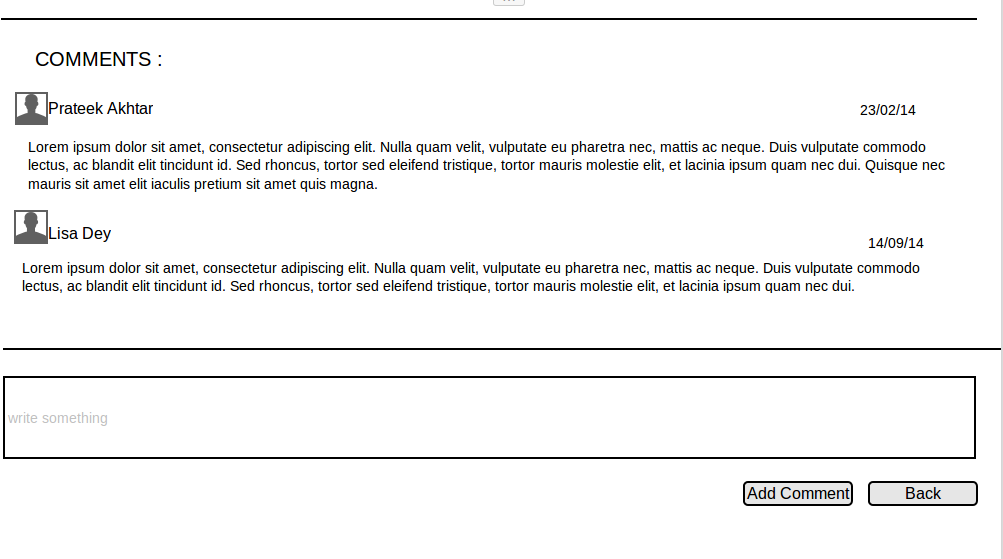 COMMENTS :
Prateek Akhtar
23/02/14
Lorem ipsum dolor sit amet, consectetur adipiscing elit. Nulla quam velit, vulputate eu pharetra nec, mattis ac neque. Duis vulputate commodo
lectus, ac blandit elit tincidunt id. Sed rhoncus, tortor sed eleifend tristique, tortor mauris molestie elit, et lacinia ipsum quam nec dui. Quisque nec
mauris sit amet elit iaculis pretium sit amet quis magna.
Lisa Dey
14/09/14
Lorem ipsum dolor sit amet, consectetur adipiscing elit. Nulla quam velit, vulputate eu pharetra nec, mattis ac neque. Duis vulputate commodo
lectus, ac blandit elit tincidunt id. Sed rhoncus, tortor sed eleifend tristique, tortor mauris molestie elit, et lacinia ipsum quam nec dui.
write something
Add Comment
Back